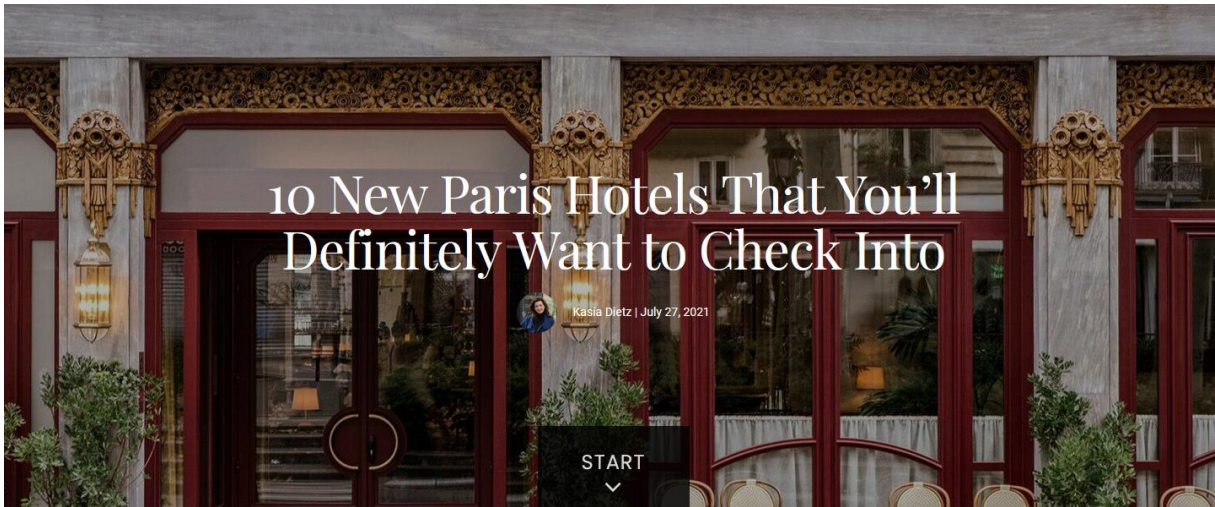 10 New Paris Hotels That You’ll
Definitely Want to Check Into
Kasia Dietz | July 27, 2021
START